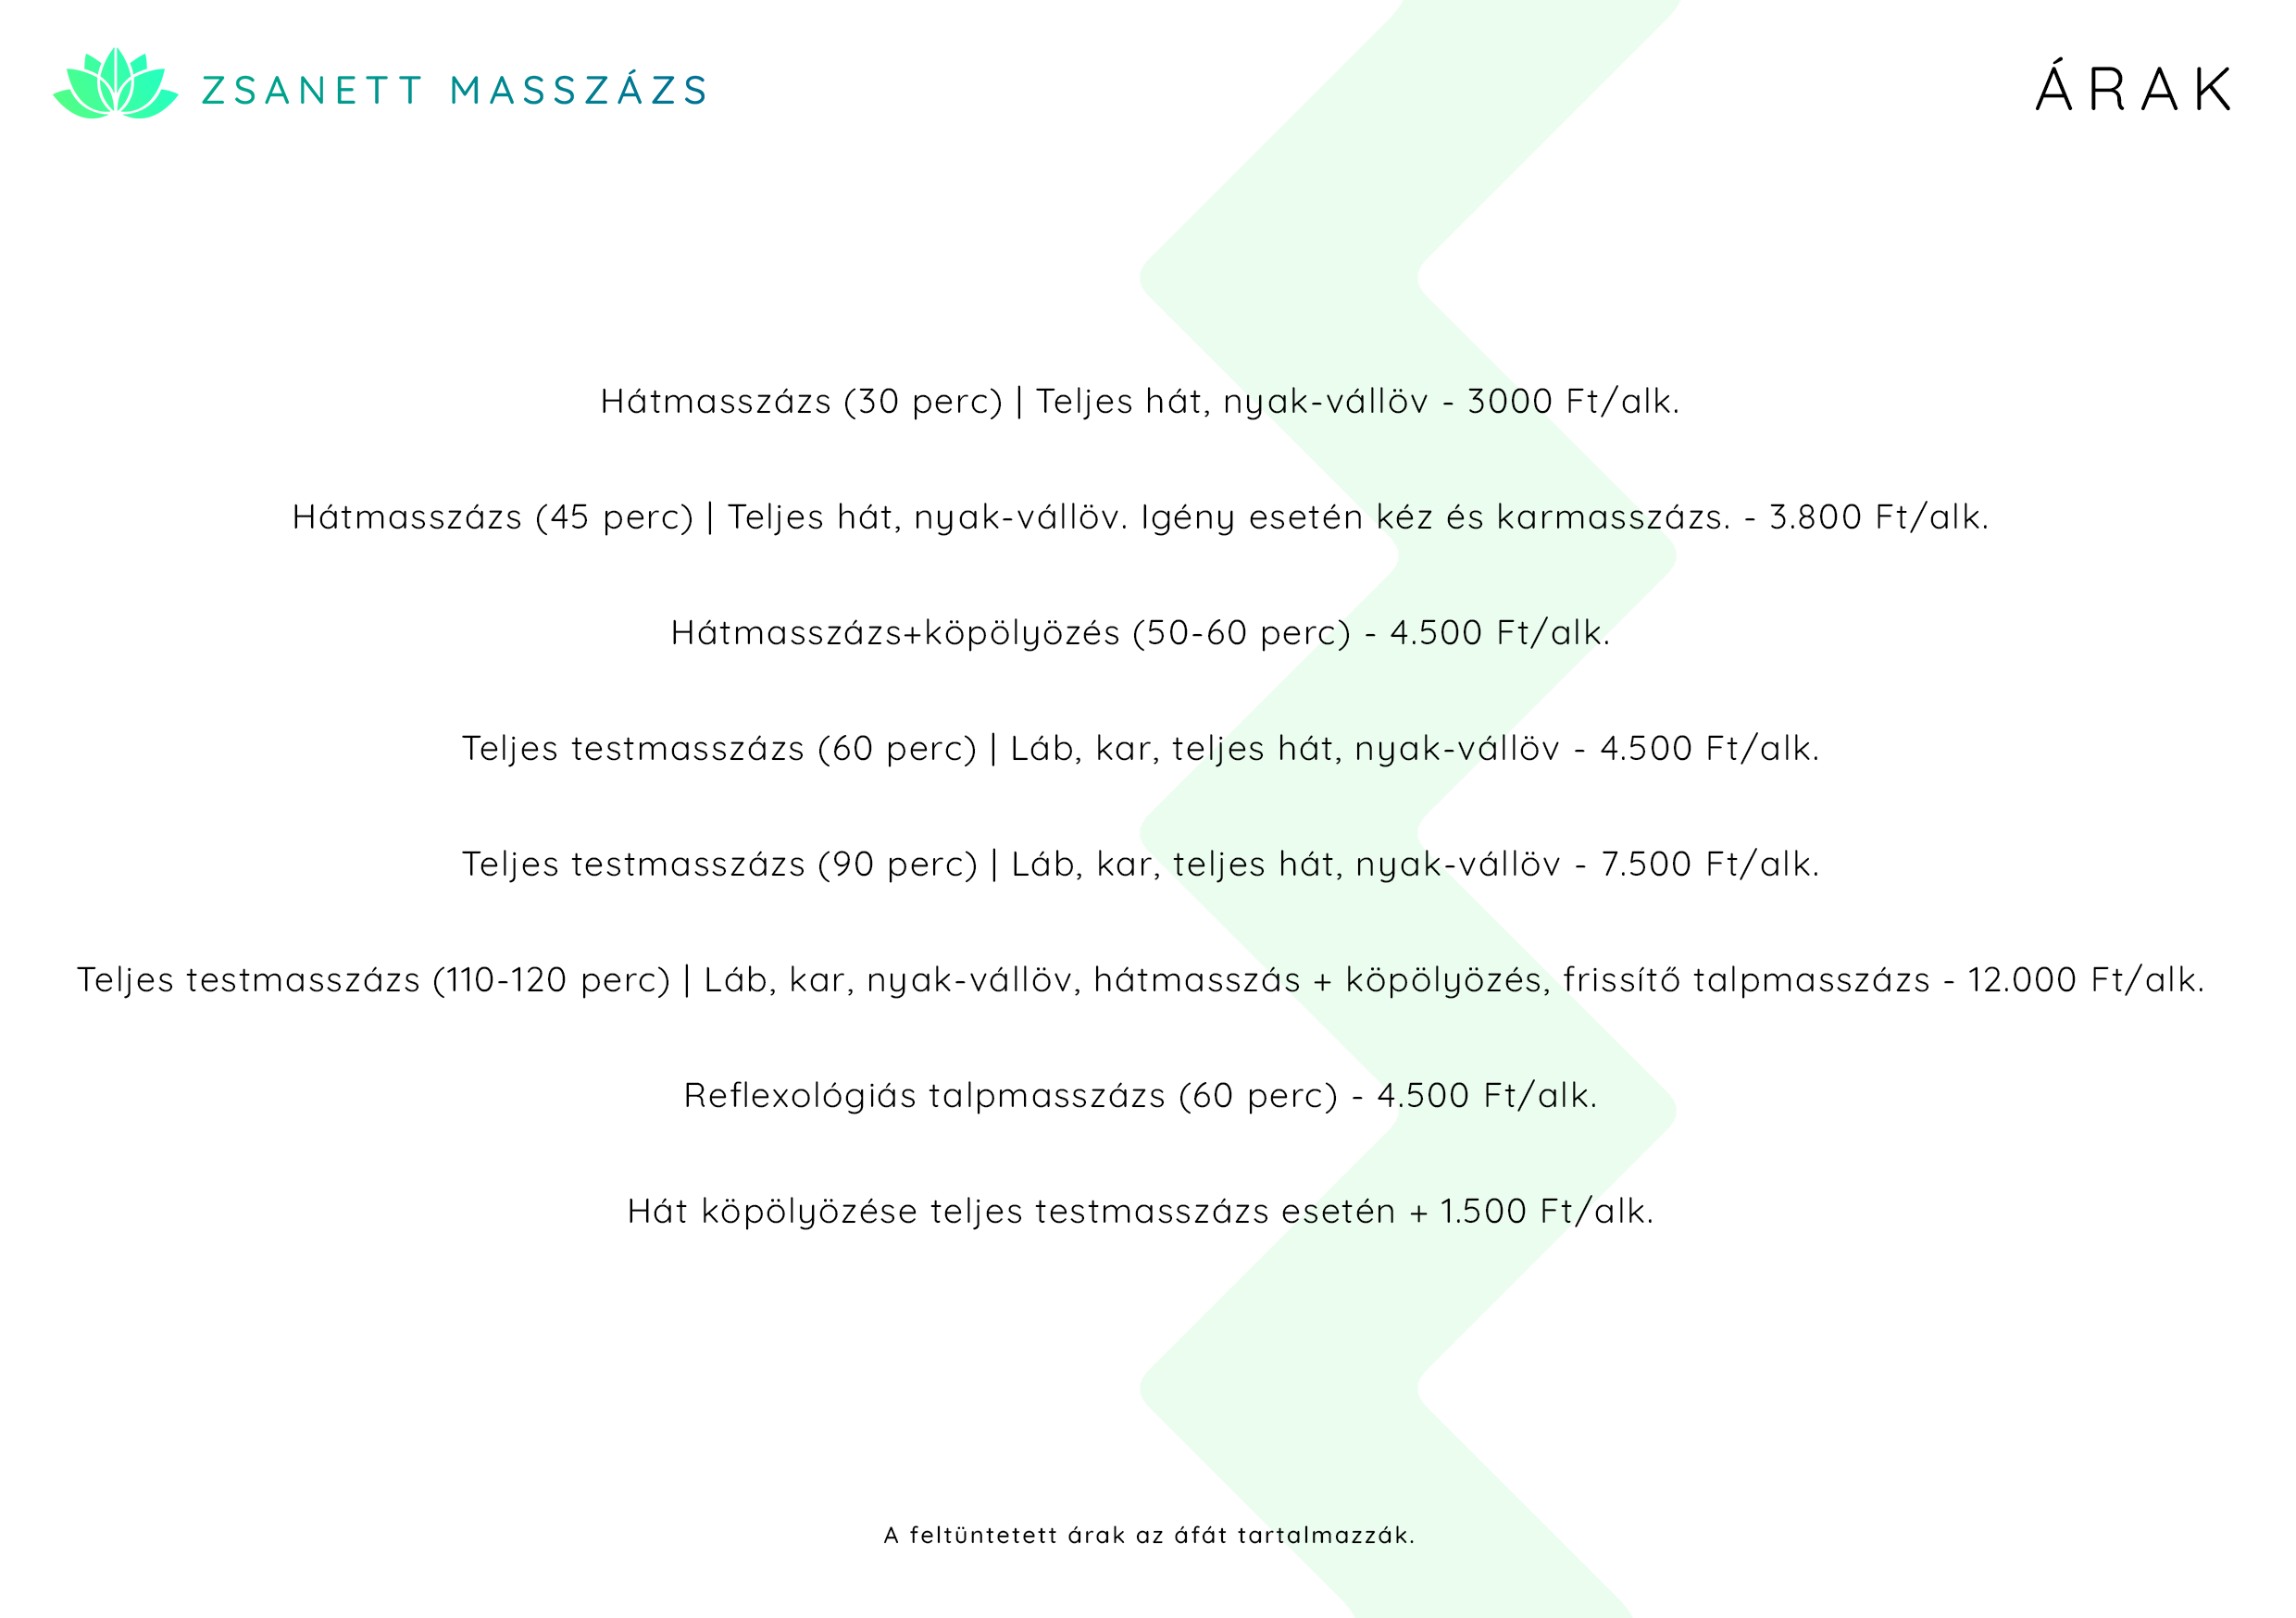 ZSANETT MASSZÁZS
ÁRAK
Hátmasszázs (30 perc) | Teljes hát, nyak-vállöv - 3000 Ft/alk.
Hátmasszázs (45 perc) | Teljes hát, nyak-vállöv. Igény esetén kéz és karmasszázs. - 3.800 Ft/alk.
Hátmasszázs+köpölyözés (50-60 perc) - 4.500 Ft/alk.
Teljes testmasszázs (60 perc) | Láb, kar, teljes hát, nyak-vállöv - 4.500 Ft/alk.
Teljes testmasszázs (90 perc) | Láb, kar, teljes hát, nyak-vállöv - 7.500 Ft/alk.
Teljes testmasszázs (110-120 perc) | Láb, kar, nyak-vállöv, hátmasszás + köpölyözés, frissítő talpmasszázs - 12.000 Ft/alk.
Reflexológiás talpmasszázs (60 perc) - 4.500 Ft/alk.
Hát köpölyözése teljes testmasszázs esetén + 1.500 Ft/alk.
A feltüntetett árak az áfát tartalmazzák.